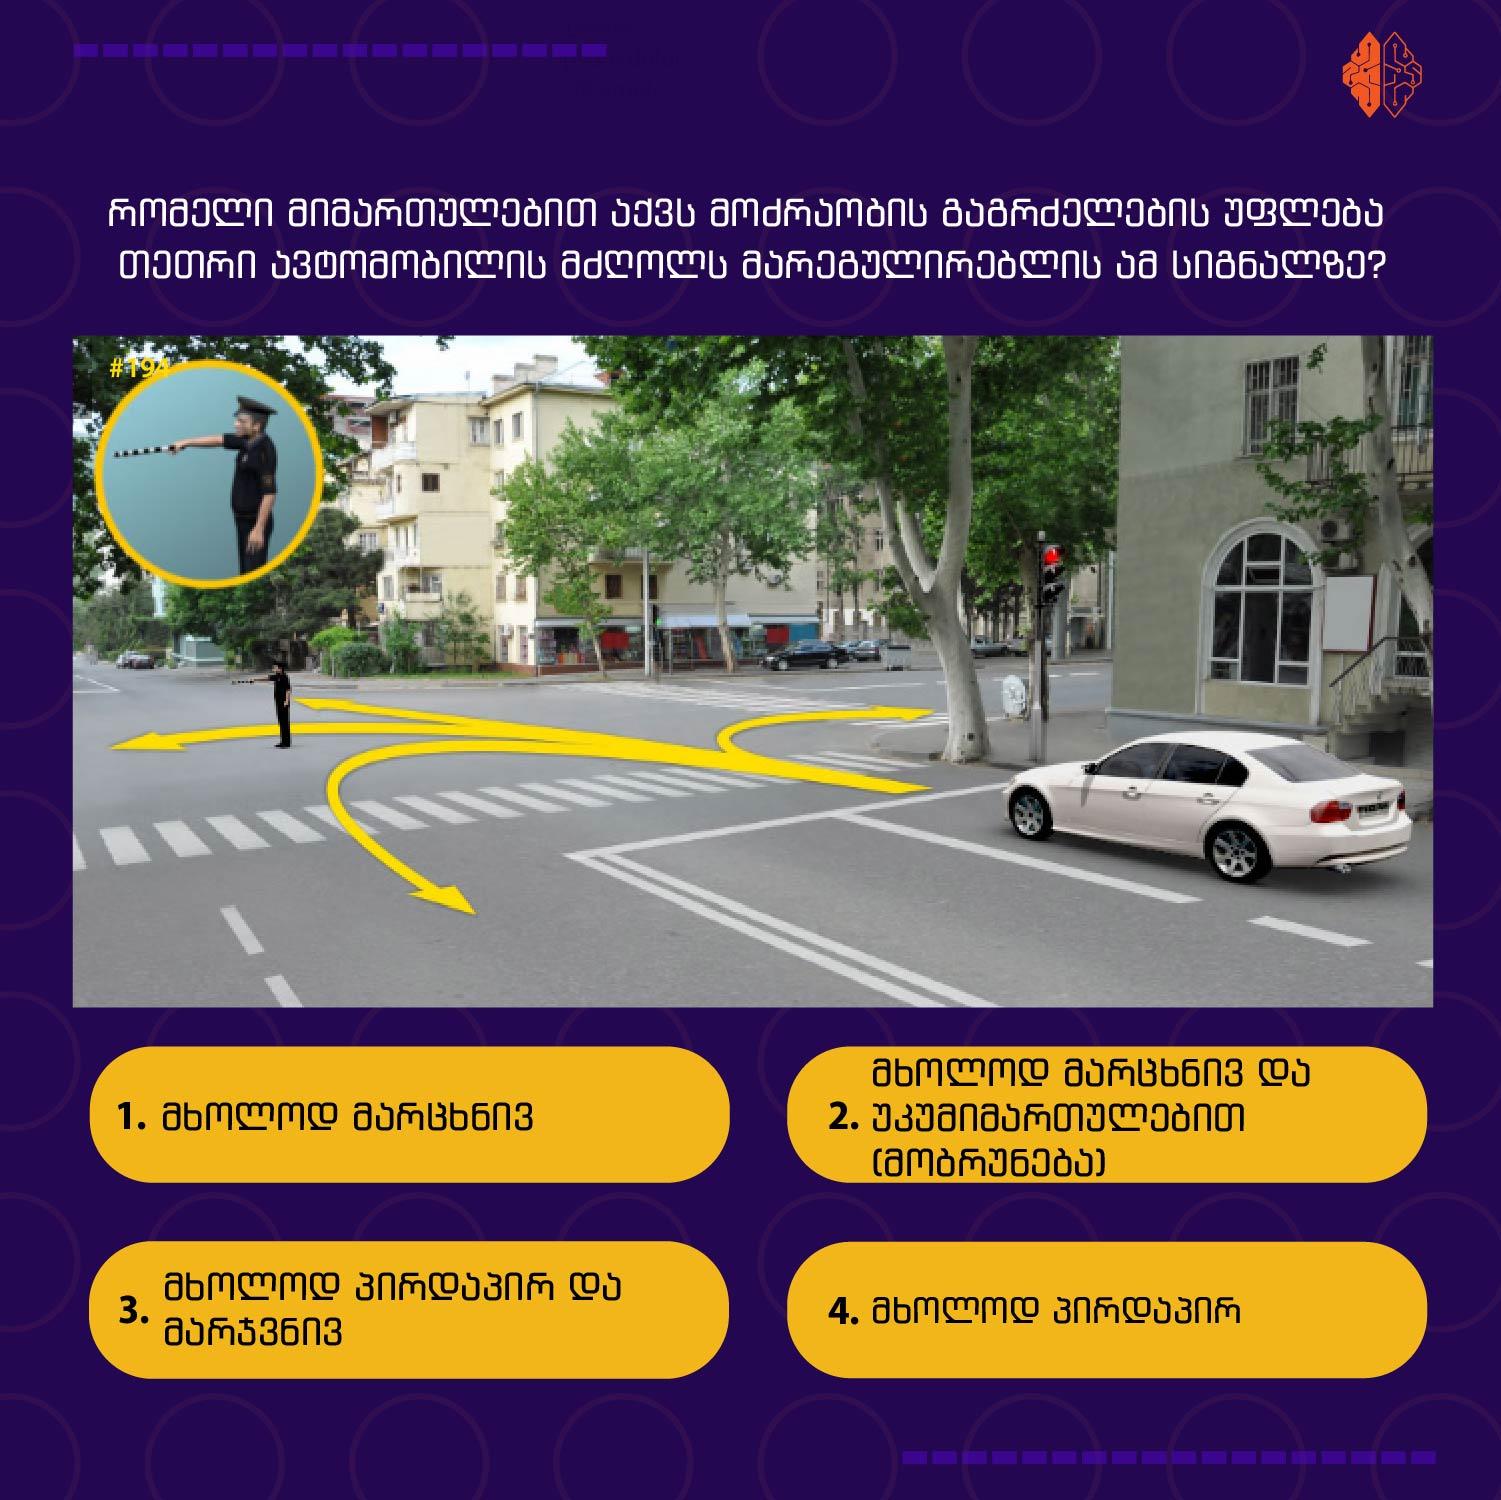 რომელი მიმართულებით აქვს მოძრაობის გაგრძელების უფლება
თეთრი ავტომობილის მძღოლს მარეგულირებლის ამ სიგნალზე?
#194
1. მხოლოდ მარცხნივ
2. მხოლოდ მარცხნივ და
უკუმიმართულებით
(მობრუნება)
3. მხოლოდ პირდაპირ და
მარჯვნივ
4. მხოლოდ პირდაპირ